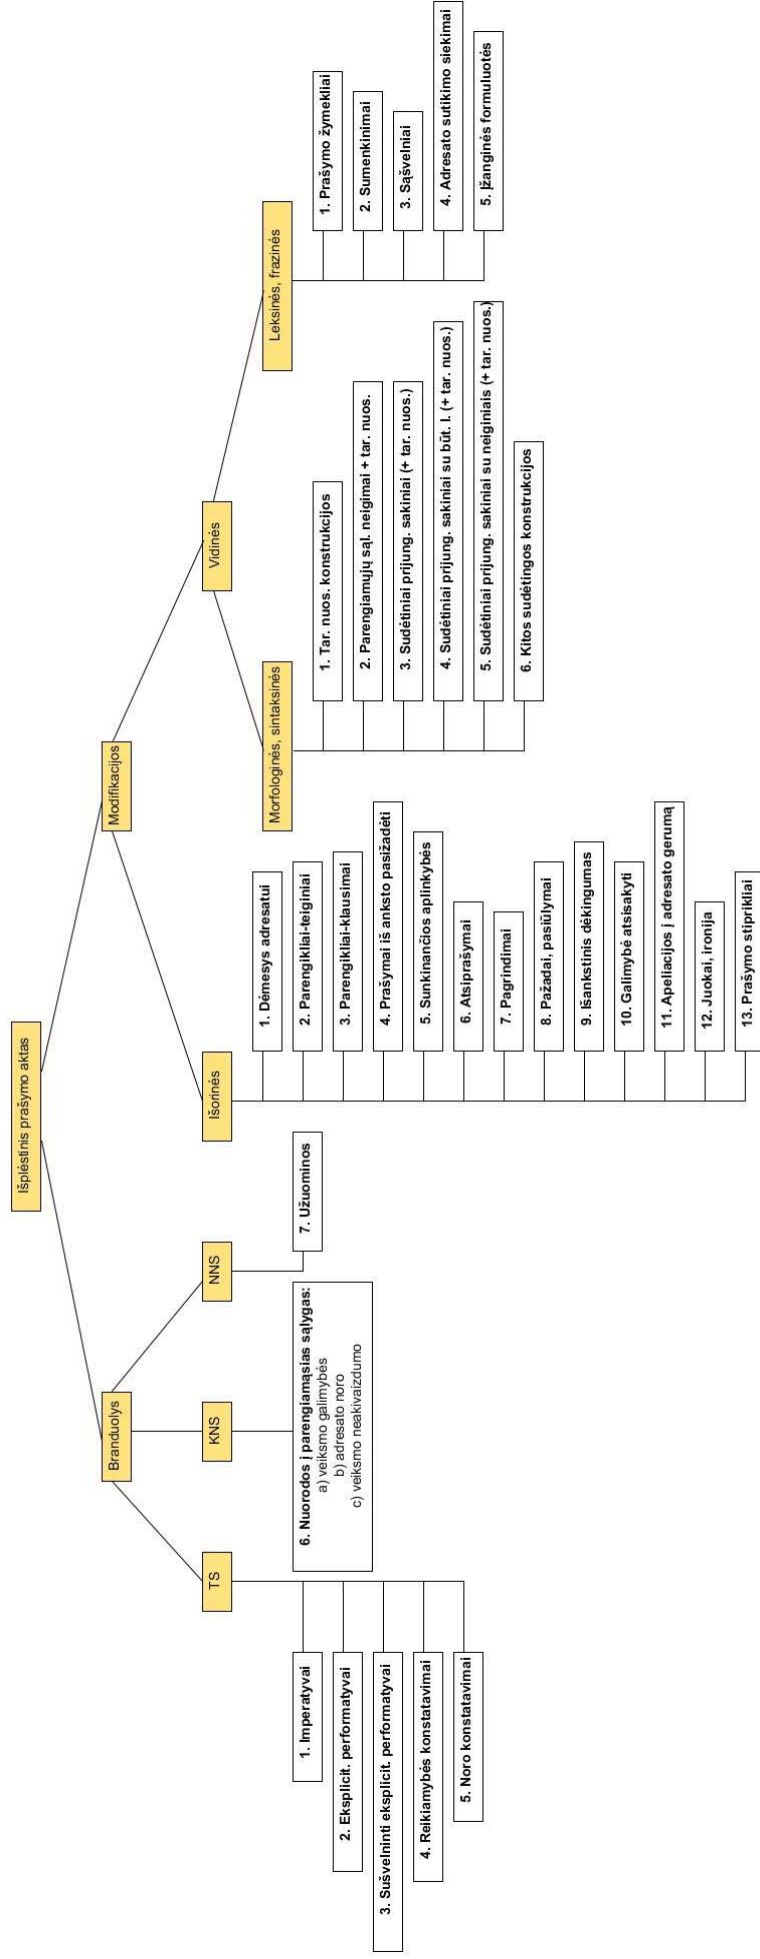 Išplėstinis prašymo aktas
Branduolys
TS
1. Imperatyvai
2. Eksplicit. performatyvai
3. Sušvelninti eksplicit. performatyvai
4. Reikiamybės konstatavimai
5. Noro konstatavimai
KNS
6. Nuorodos į parengiamąsias sąlygas:
a) veiksmo galimybės
b) adresato noro
c) veiksmo neakivaizdumo
NNS
7. Užuominos
Modifikacijos
Išorinės
1. Dėmesys adresatui
2. Parengikliai-teiginiai
3. Parengikliai-klausimai
4. Prašymai iš anksto pasižadėti
5. Sunkinančios aplinkybės
6. Atsiprašymai
7. Pagrindimai
8. Pažadai, pasiūlymai
9. Išankstinis dėkingumas
10. Galimybė atsisakyti
11. Apeliacijos į adresato gerumą
12. Juokai, ironija
13. Prašymo stiprikliai
Vidinės
Morfologinės, sintaksinės
1. Tar. nuos. konstrukcijos
2. Parengiamųjų sąl. neigimai + tar. nuos.
3. Sudėtiniai prijung. sakiniai (+ tar. nuos.)
4. Sudėtiniai prijung. sakiniai su būt. l. (+ tar. nuos.)
5. Sudėtiniai prijung. sakiniai su neiginiais (+ tar. nuos.)
6. Kitos sudėtingos konstrukcijos
Leksinės, frazinės
1. Prašymo žymekliai
2. Sumenkinimai
3. Sąšvelniai
4. Adresato sutikimo siekimai
5. Įžanginės formuluotės